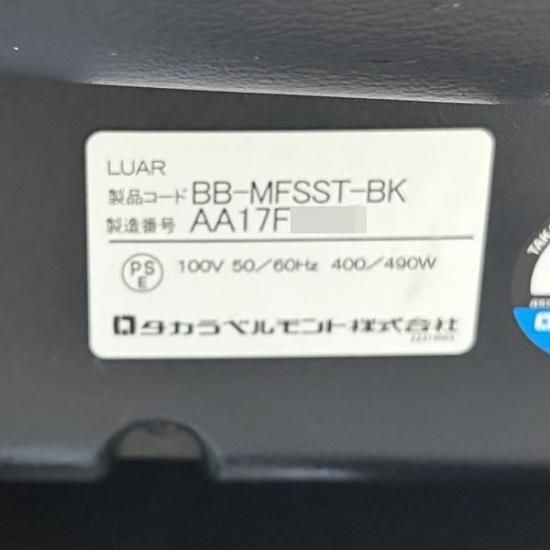 LUAR
製品コード BB-MFSST-BK
製造番号 AA17F
PS
E
100V 50/60Hz 400/490W
タカラベルモント株式会社